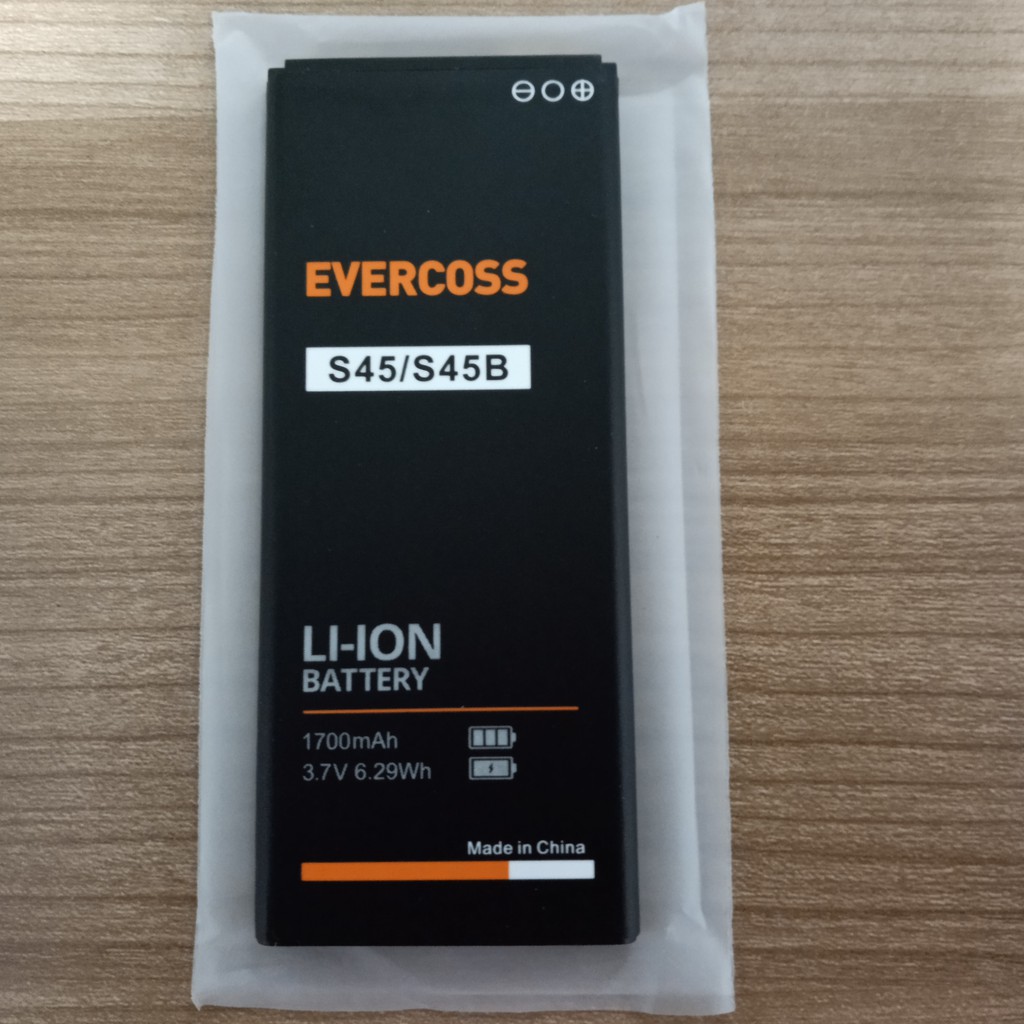 ⊖○⊕
EVERCOSS
S45/S45B
LI-ION
BATTERY
1700mAh
3.7V 6.29Wh
Made in China